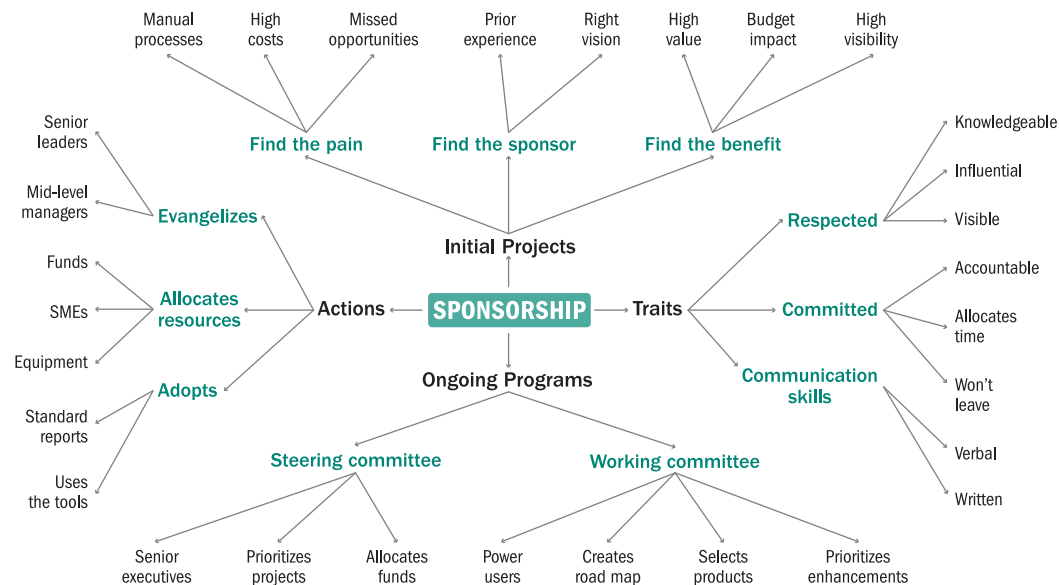 Manual
processes
High
costs
Missed
opportunities
Prior
experience
Right
vision
High
value
Budget
impact
High
visibility
Find the pain
Find the sponsor
Find the benefit
Initial Projects
Senior
leaders
Mid-level
managers
Evangelizes
Funds
SMEs
Equipment
Allocates
resources
Standard
reports
Uses
the tools
Adopts
Actions
SPONSORSHIP
Traits
Respected
Knowledgeable
Influential
Visible
Committed
Accountable
Allocates
time
Won't
leave
Communication
skills
Verbal
Written
Ongoing Programs
Steering committee
Working committee
Senior
executives
Prioritizes
projects
Allocates
funds
Power
users
Creates
road map
Selects
products
Prioritizes
enhancements